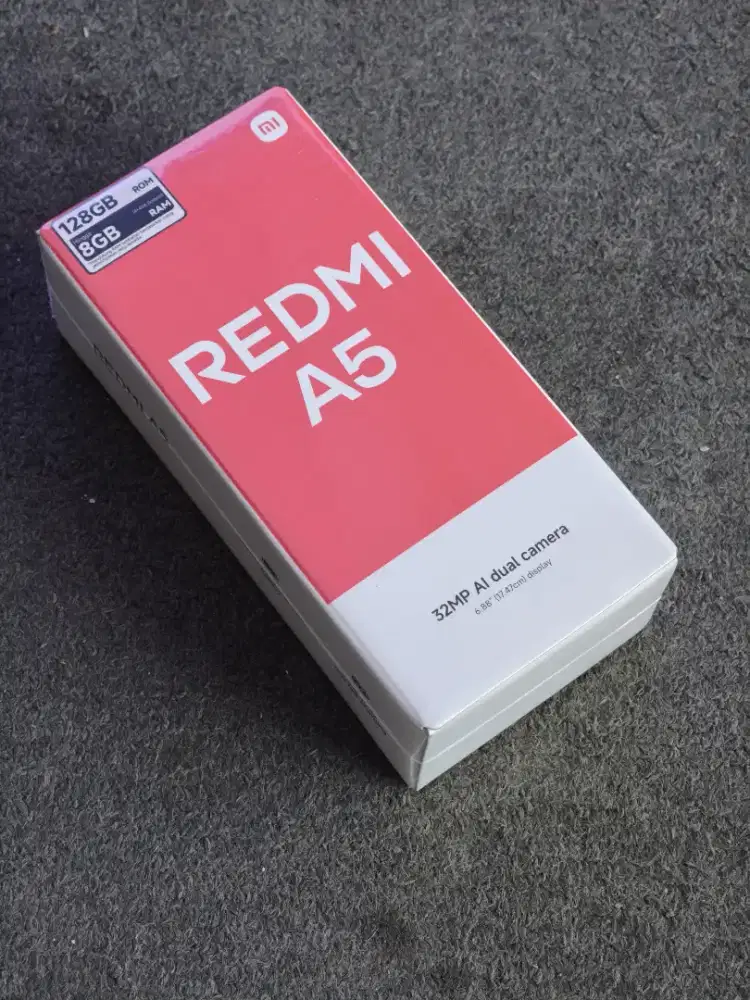 mi
128GB ROM
8GB RAM
REDMI
A5
32MP AI dual camera
6.88" (17.47cm) display